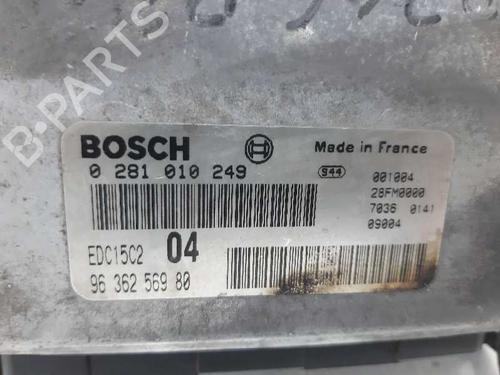 B-PARTS
BOSCH
Made in France
0 281 010 249
944
001004
28FM0000
7036 0141
09004
EDC15C2 04
96 362 569 80